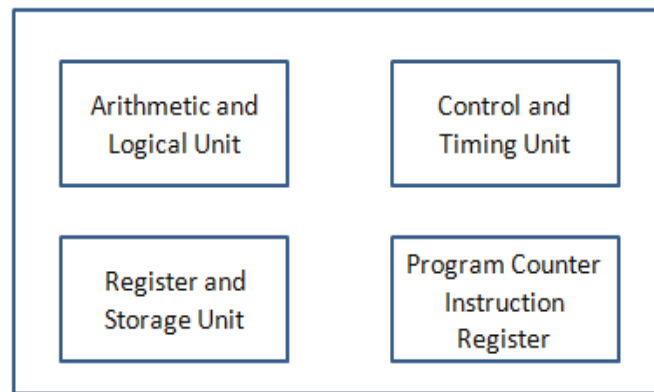 Arithmetic and
Logical Unit
Control and
Timing Unit
Register and
Storage Unit
Program Counter
Instruction
Register